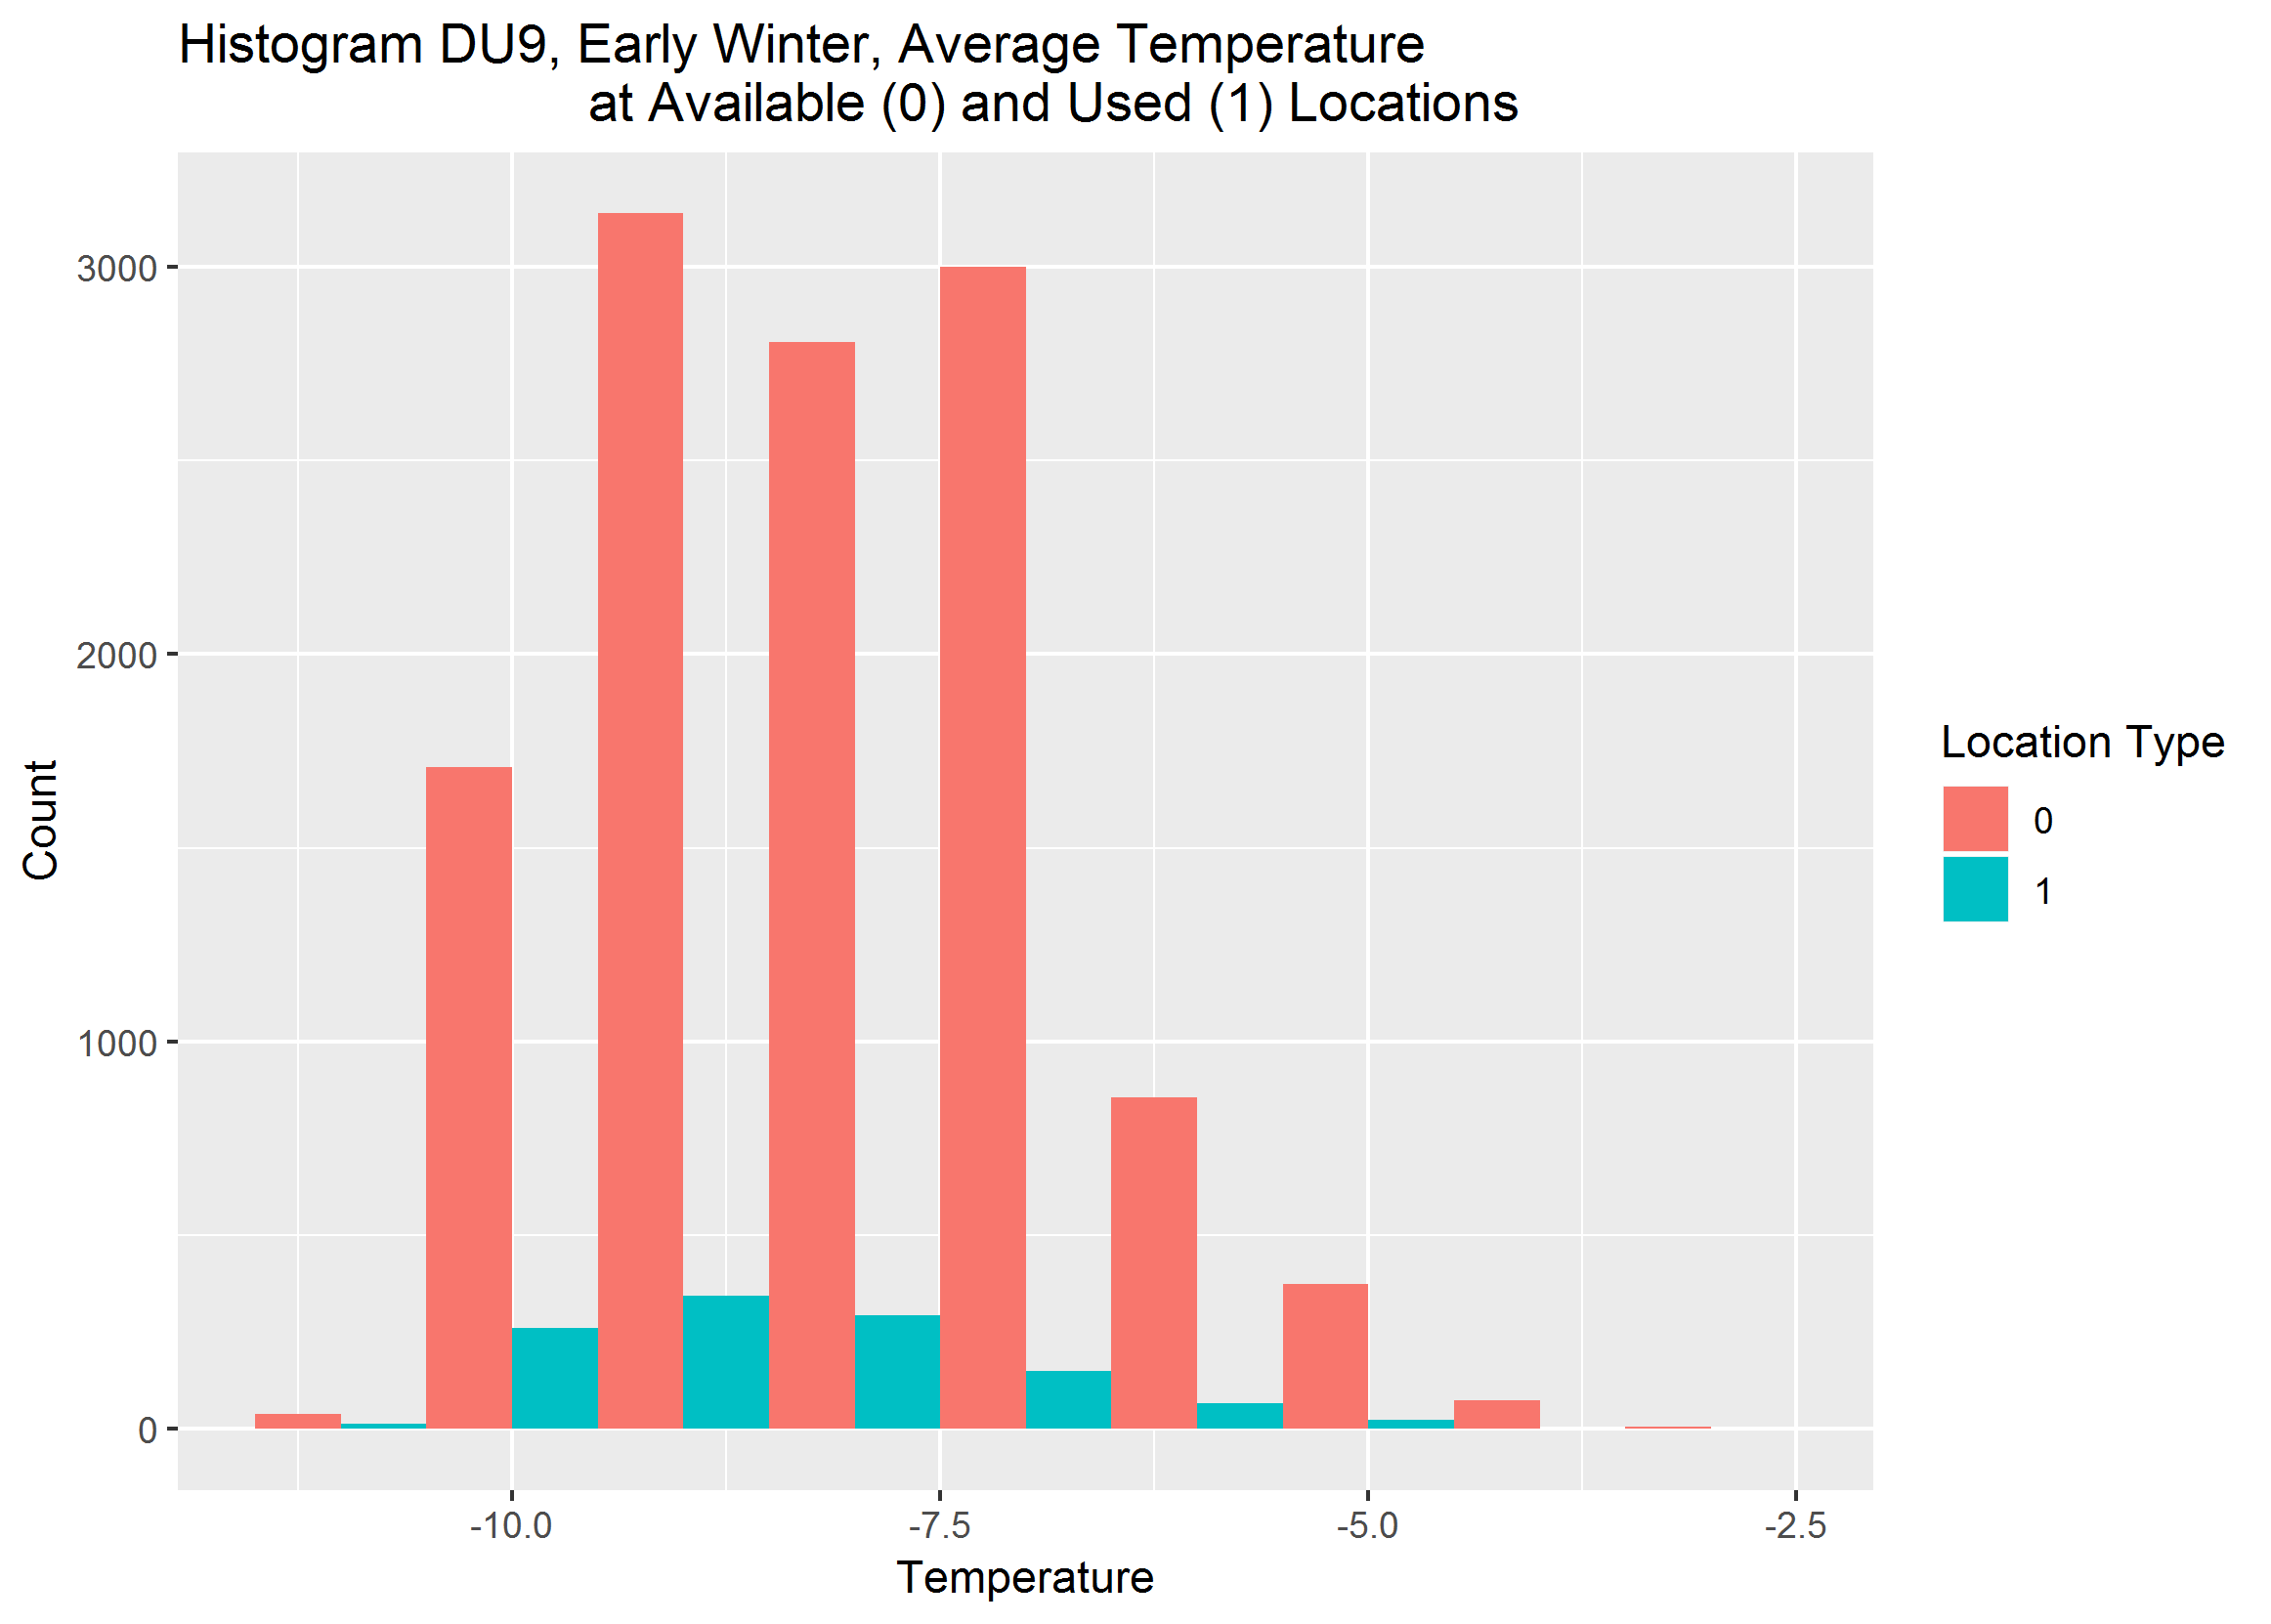 Histogram DU9, Early Winter, Average Temperature
at Available (0) and Used (1) Locations
3000
2000
1000
0
Count
-10.0
-7.5
-5.0
-2.5
Temperature
Location Type
0
1